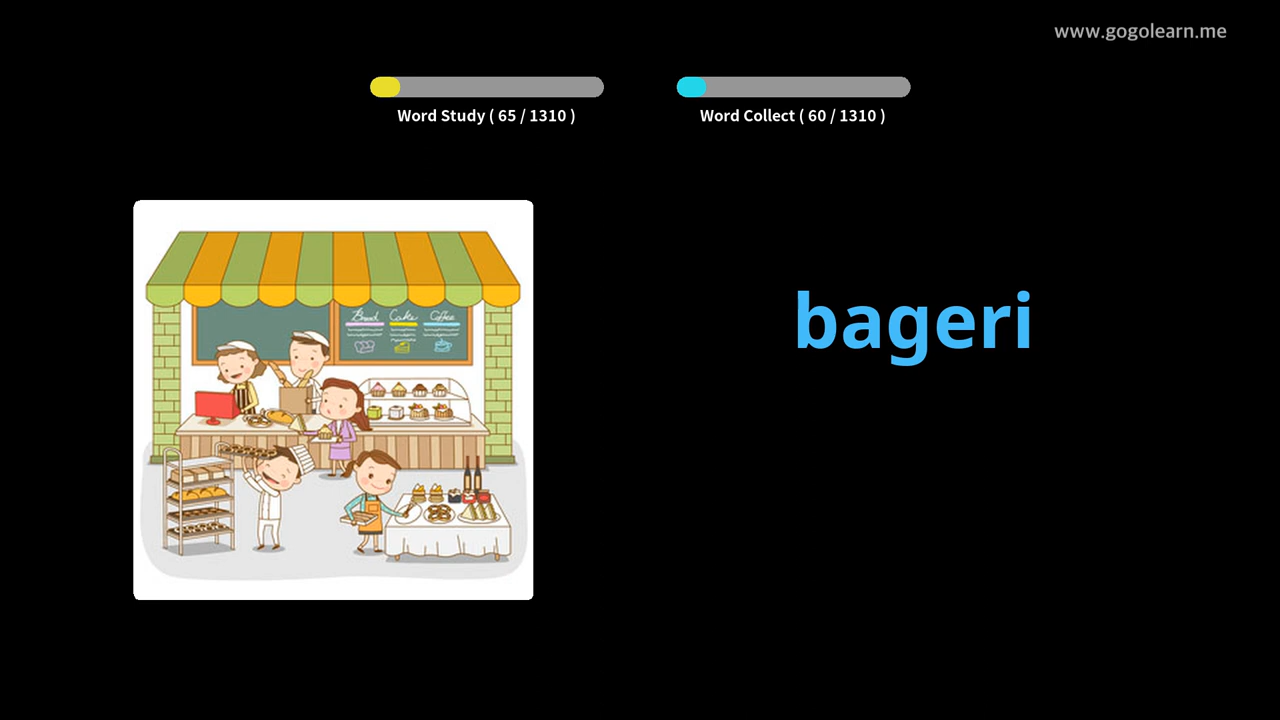 www.gogolearn.me
Word Study ( 65 / 1310 )
Word Collect ( 60 / 1310 )
Bread Cake Coffee
bageri